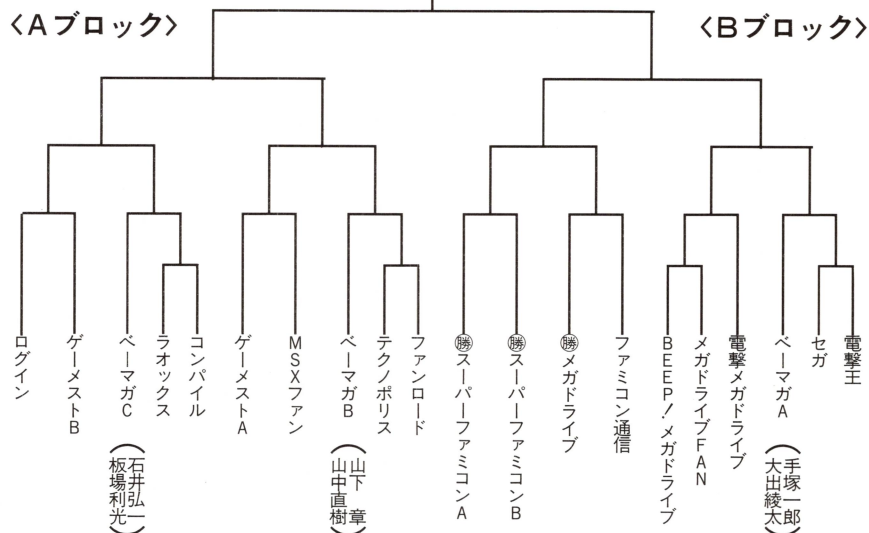 〈Aブロック〉
〈Bブロック〉
ログイン
ゲーメストB
ベーマガC
(石井弘一
板場利光)
ラオックス
コンパイル
ゲーメストA
MSXファン
ベーマガB
(山下 章
山中直樹)
テクノポリス
ファンロード
㊝スーパーファミコンA
㊝スーパーファミコンB
㊝メガドライブ
ファミコン通信
BEEP!メガドライブ
メガドライブFAN
電撃メガドライブ
ベーマガA
(手塚一郎
大出綾太)
セガ
電撃王